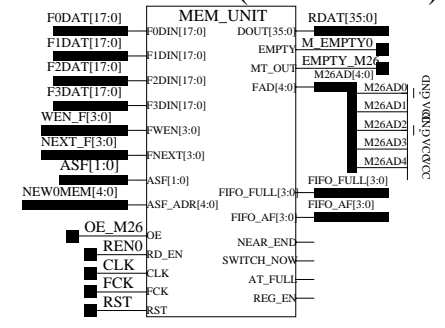 MEM_UNIT
F0DAT[17:0]
F0DIN[17:0]
F1DAT[17:0]
F1DIN[17:0]
F2DAT[17:0]
F2DIN[17:0]
F3DAT[17:0]
F3DIN[17:0]
WEN_F[3:0]
FWEN[3:0]
NEXT_F[3:0]
FNEXT[3:0]
ASF[1:0]
ASF[1:0]
NEW0MEM[4:0]
ASF_ADR[4:0]
OE_M26
OE
REN0
RD_EN
CLK
CLK
FCK
FCK
RST
RST
RDAT[35:0]
DOUT[35:0]
M_EMPTY0
EMPTY
EMPTY_M26
MT_OUT
M26AD[4:0]
FAD[4:0]
M26AD0
M26AD1
M26AD2
M26AD3
M26AD4
GND
VCC
FIFO_FULL[3:0]
FIFO_FULL[3:0]
FIFO_AF[3:0]
FIFO_AF[3:0]
NEAR_END
SWITCH_NOW
AT_FULL
REG_EN